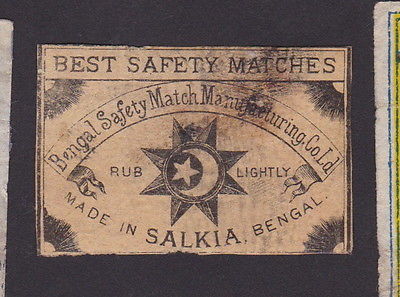 BEST SAFETY MATCHES
Bengal Safety Match Manufacturing.Co.Ld.
RUB LIGHTLY
MADE IN SALKIA. BENGAL.